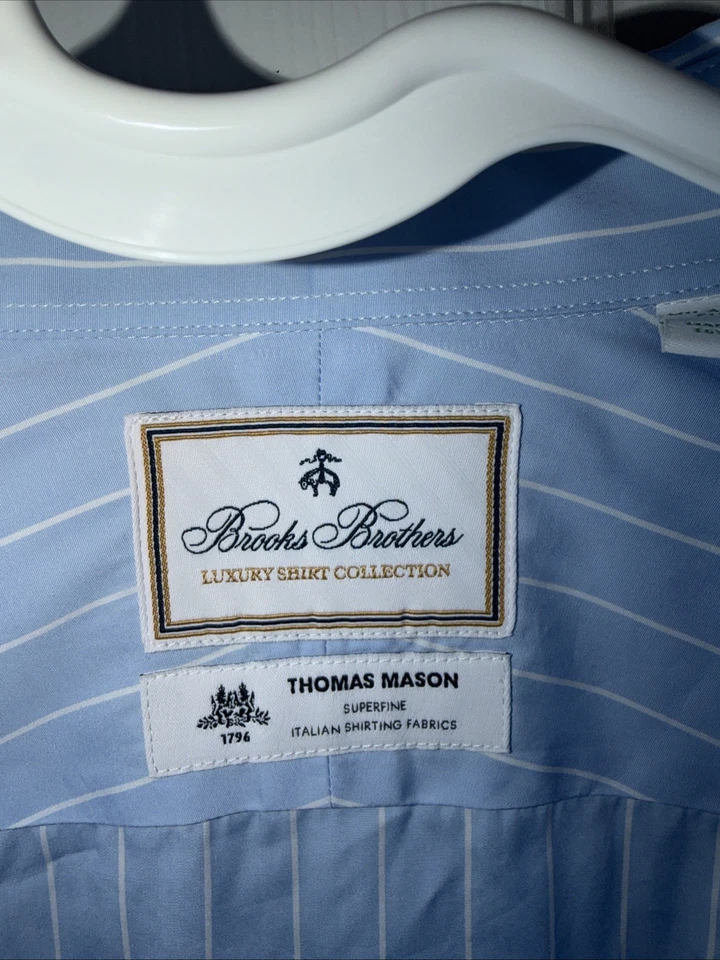 Brooks Brothers
LUXURY SHIRT COLLECTION
THOMAS MASON
SUPERFINE
ITALIAN SHIRTING FABRICS
1796